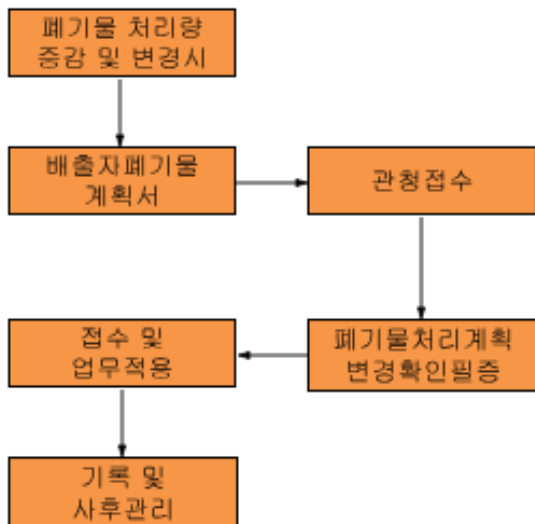 폐기물 처리량
증감 및 변경시
배출자폐기물
계획서
관청접수
폐기물처리계획
변경확인필증
접수 및
업무적용
기록 및
사후관리